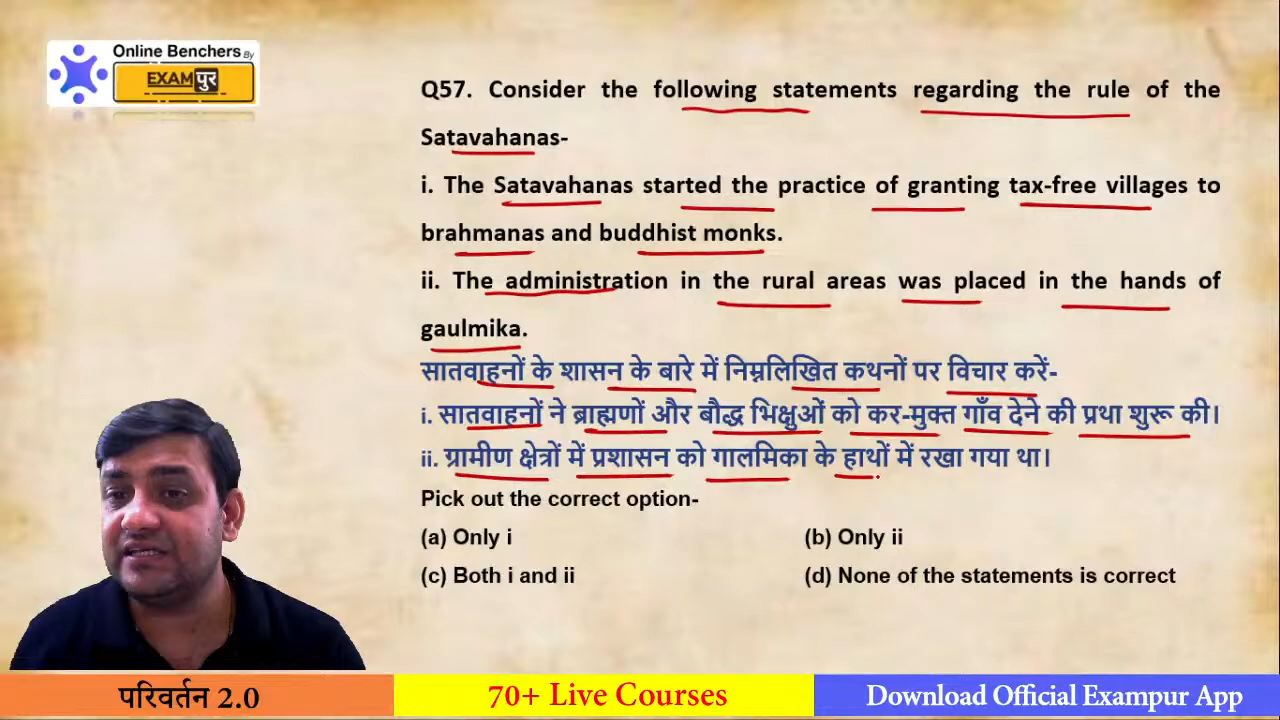 Online Benchers By
EXAMपुर
Q57. Consider the following statements regarding the rule of the
Satavahanas-
i. The Satavahanas started the practice of granting tax-free villages to
brahmanas and buddhist monks.
ii. The administration in the rural areas was placed in the hands of
gaulmika.
सातवाहनों के शासन के बारे में निम्नलिखित कथनों पर विचार करें-
i. सातवाहनों ने ब्राह्मणों और बौद्ध भिक्षुओं को कर-मुक्त गाँव देने की प्रथा शुरू की।
ii. ग्रामीण क्षेत्रों में प्रशासन को गालमिका के हाथों में रखा गया था।
Pick out the correct option-
(a) Only i (b) Only ii
(c) Both i and ii (d) None of the statements is correct
परिवर्तन 2.0 70+ Live Courses Download Official Exampur App